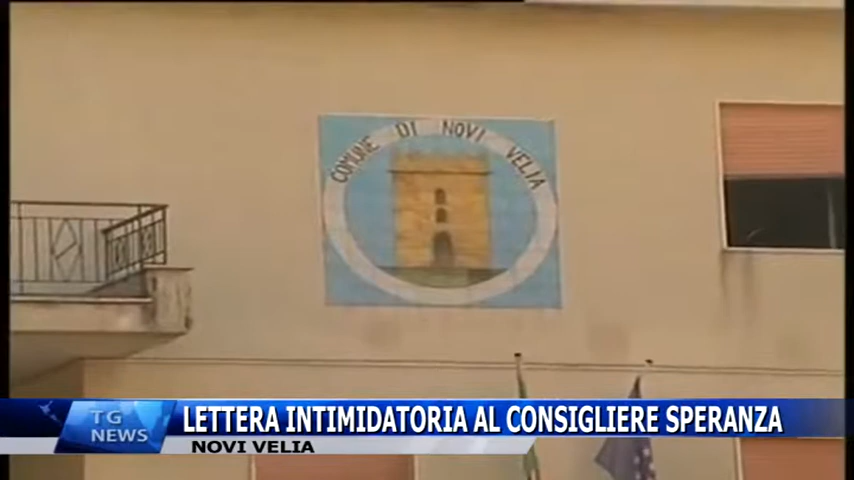 COMUNE DI NOVI VELIA
TG
NEWS
LETTERA INTIMIDATORIA AL CONSIGLIERE SPERANZA
NOVI VELIA